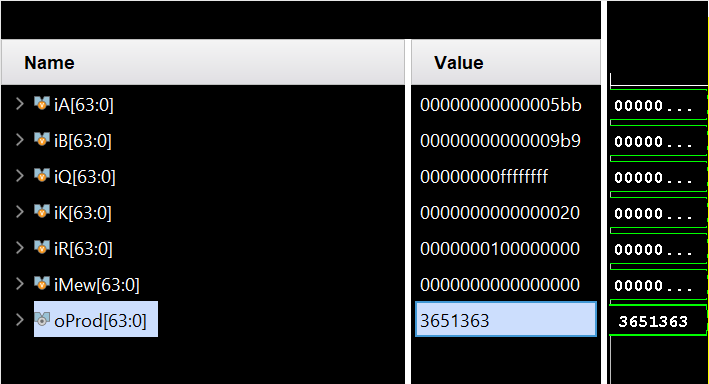 Name Value
iA[63:0] 00000000000005bb 00000...
iB[63:0] 00000000000009b9 00000...
iQ[63:0] 00000000ffffffff 00000...
iK[63:0] 0000000000000020 00000...
iR[63:0] 0000000100000000 00000...
iMew[63:0] 0000000000000000 00000...
oProd[63:0] 3651363 3651363